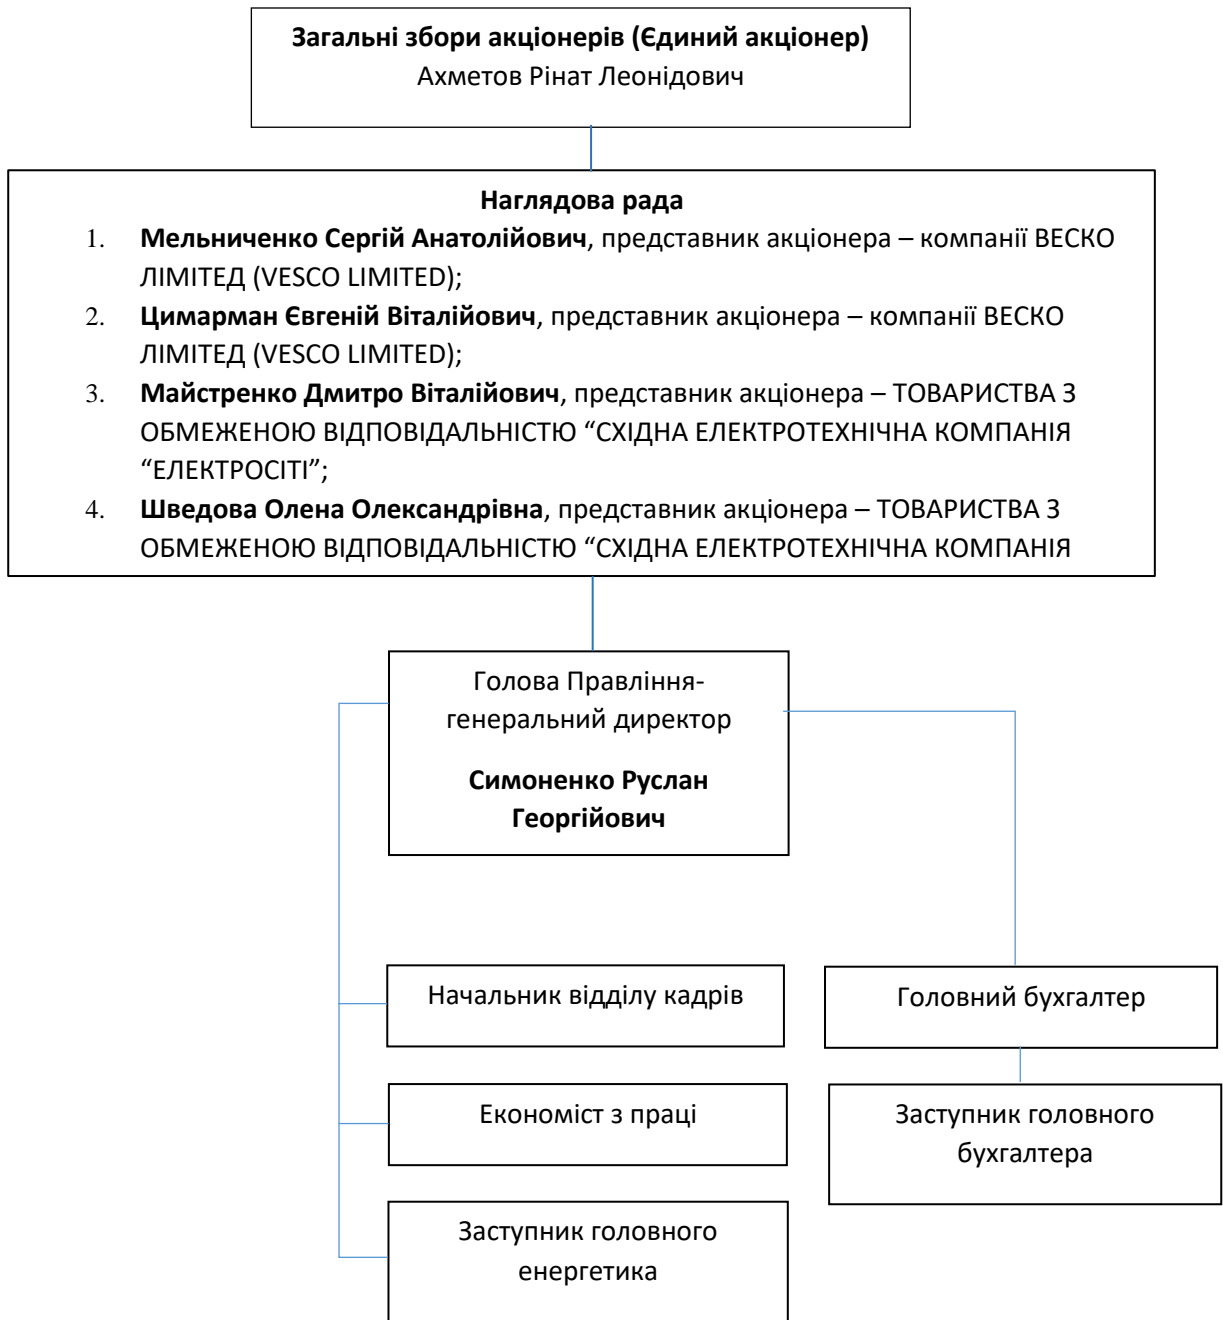 Загальні збори акціонерів (Єдиний акціонер)
Ахметов Рінат Леонідович
Наглядова рада
1. Мельниченко Сергій Анатолійович, представник акціонера – компанії ВЕСКО
ЛІМІТЕД (VESCO LIMITED);
2. Цимарман Євгеній Віталійович, представник акціонера – компанії ВЕСКО
ЛІМІТЕД (VESCO LIMITED);
3. Майстренко Дмитро Віталійович, представник акціонера – ТОВАРИСТВА З
ОБМЕЖЕНОЮ ВІДПОВІДАЛЬНІСТЮ “СХІДНА ЕЛЕКТРОТЕХНІЧНА КОМПАНІЯ
“ЕЛЕКТРОСІТІ”;
4. Шведова Олена Олександрівна, представник акціонера – ТОВАРИСТВА З
ОБМЕЖЕНОЮ ВІДПОВІДАЛЬНІСТЮ “СХІДНА ЕЛЕКТРОТЕХНІЧНА КОМПАНІЯ
Голова Правління-
генеральний директор
Симоненко Руслан
Георгійович
Начальник відділу кадрів
Головний бухгалтер
Економіст з праці
Заступник головного
бухгалтера
Заступник головного
енергетика